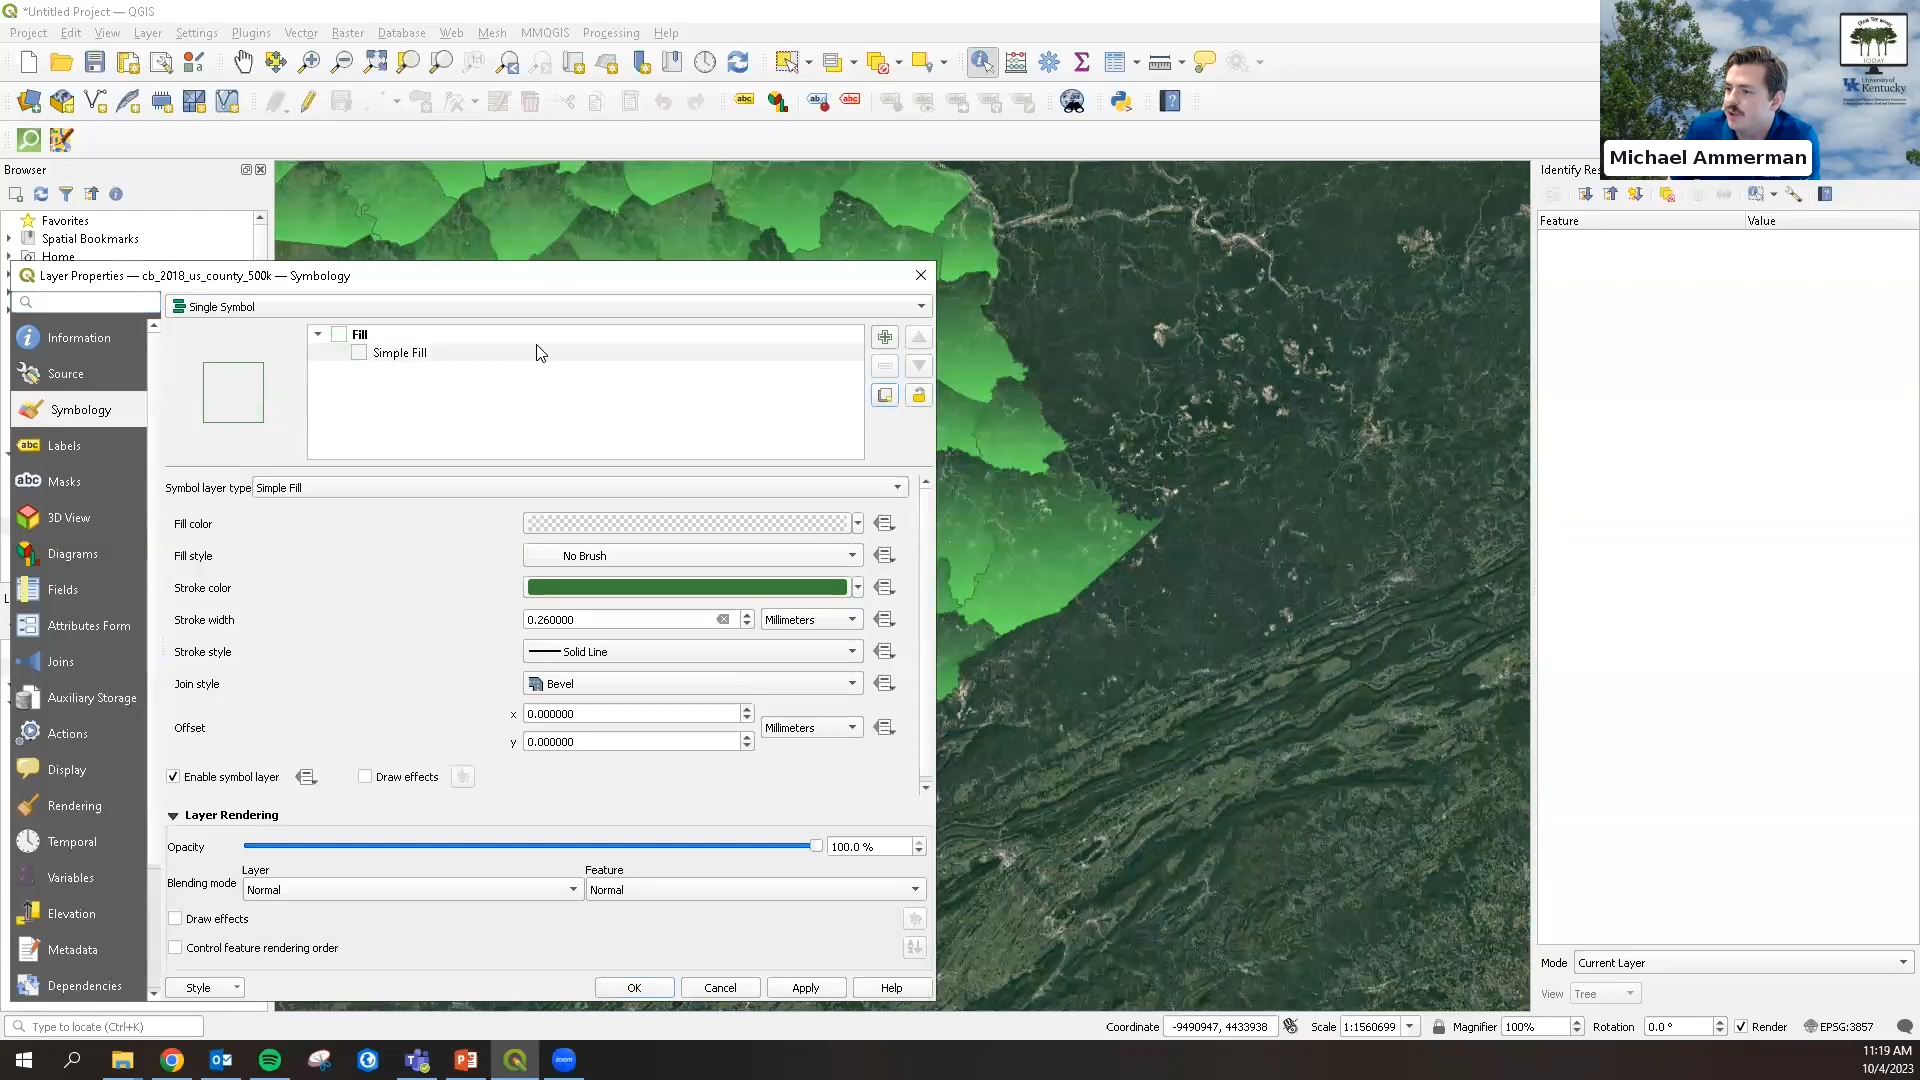 *Untitled Project — QGIS
Project Edit View Layer Settings Plugins Vector Raster Database Web Mesh MMQGIS Processing Help
TODAY
University of Kentucky
Michael Ammerman
Browser
Identify Res
Favorites
Feature Value
Spatial Bookmarks
Home
Layer Properties — cb_2018_us_county_500k — Symbology
Single Symbol
Information
Fill
Simple Fill
Source
Symbology
Labels
Masks
Symbol layer type Simple Fill
3D View
Fill color
Diagrams
Fill style No Brush
Fields
Stroke color
Attributes Form
Stroke width 0.260000 Millimeters
Joins
Stroke style Solid Line
Auxiliary Storage
Join style Bevel
Actions
Offset x 0.000000 Millimeters
y 0.000000
Display
Enable symbol layer Draw effects
Rendering
Layer Rendering
Temporal
Opacity 100.0 %
Variables
Layer Feature
Blending mode Normal Normal
Elevation
Draw effects
Metadata
Control feature rendering order
Dependencies
Style OK Cancel Apply Help
Mode Current Layer
View Tree
Type to locate (Ctrl+K) Coordinate -9490947, 4433938 Scale 1:1560699 Magnifier 100% Rotation 0.0 ° Render EPSG:3857
11:19 AM
10/4/2023